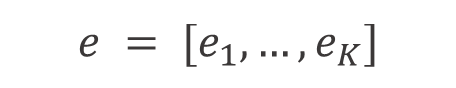 e = [e₁, … , e_K]